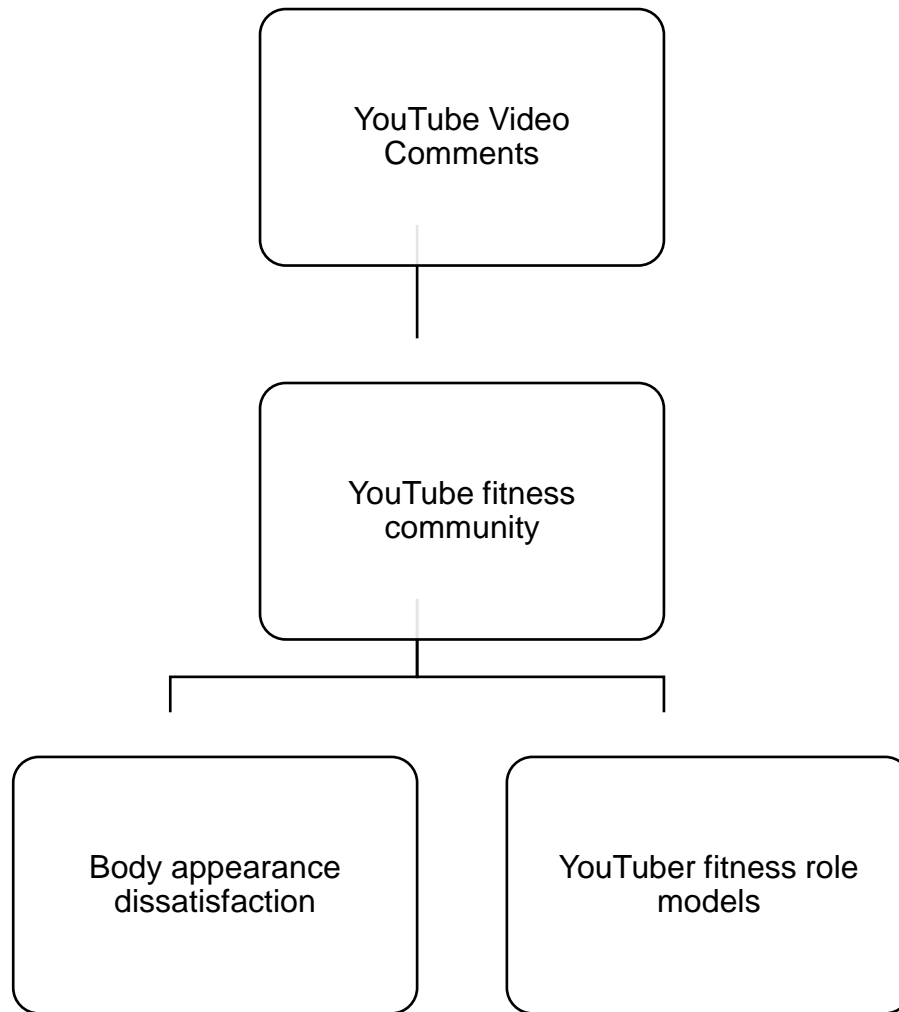 YouTube Video
Comments
YouTube fitness
community
Body appearance
dissatisfaction
YouTuber fitness role
models